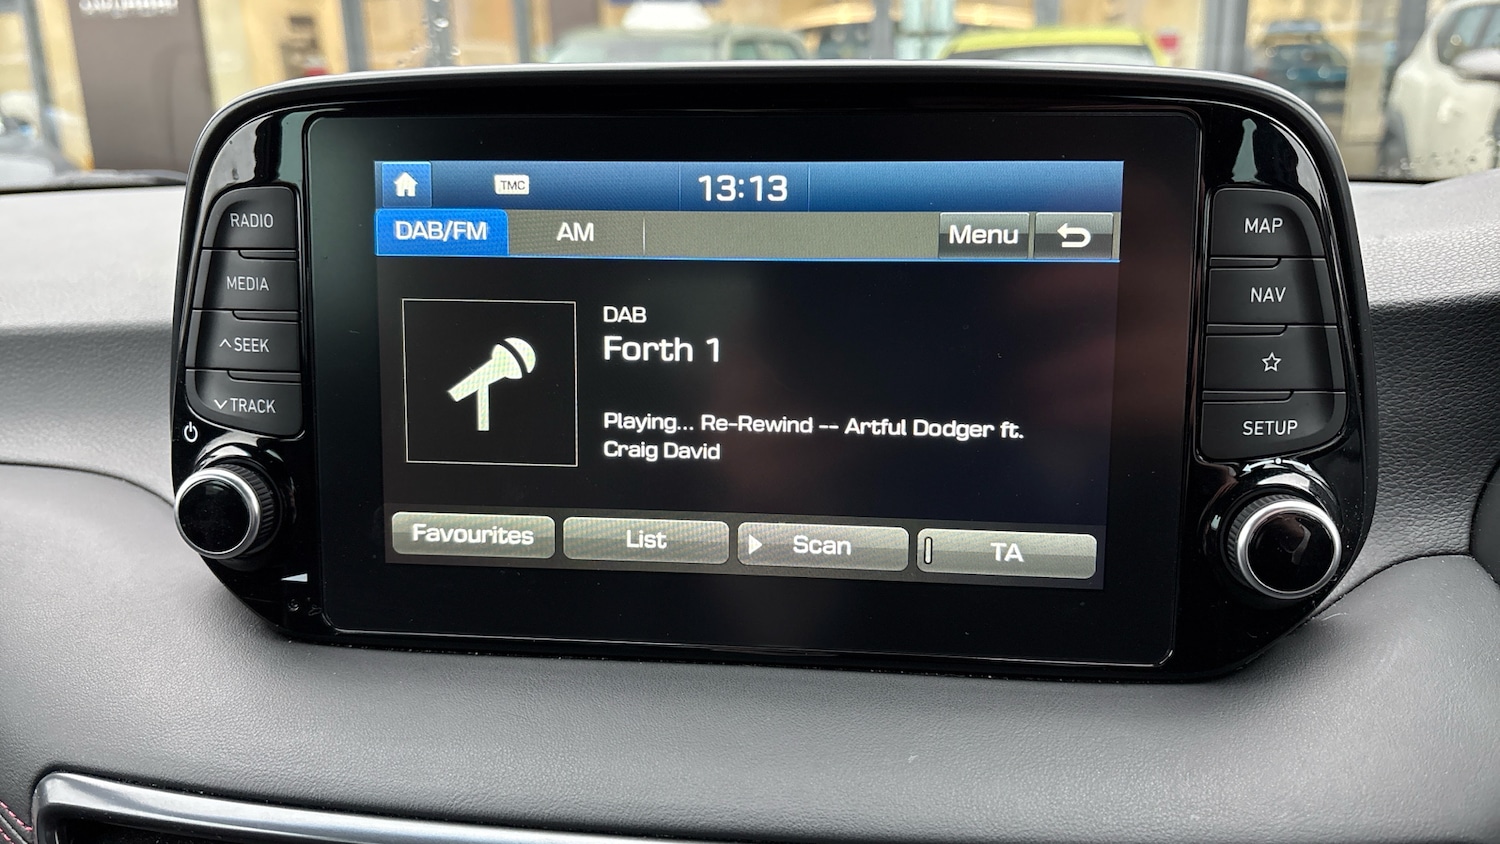 TMC
13:13
DAB/FM
AM
Menu
DAB
Forth 1
Playing... Re-Rewind -- Artful Dodger ft.
Craig David
Favourites
List
Scan
TA
RADIO
MEDIA
SEEK
TRACK
MAP
NAV
SETUP